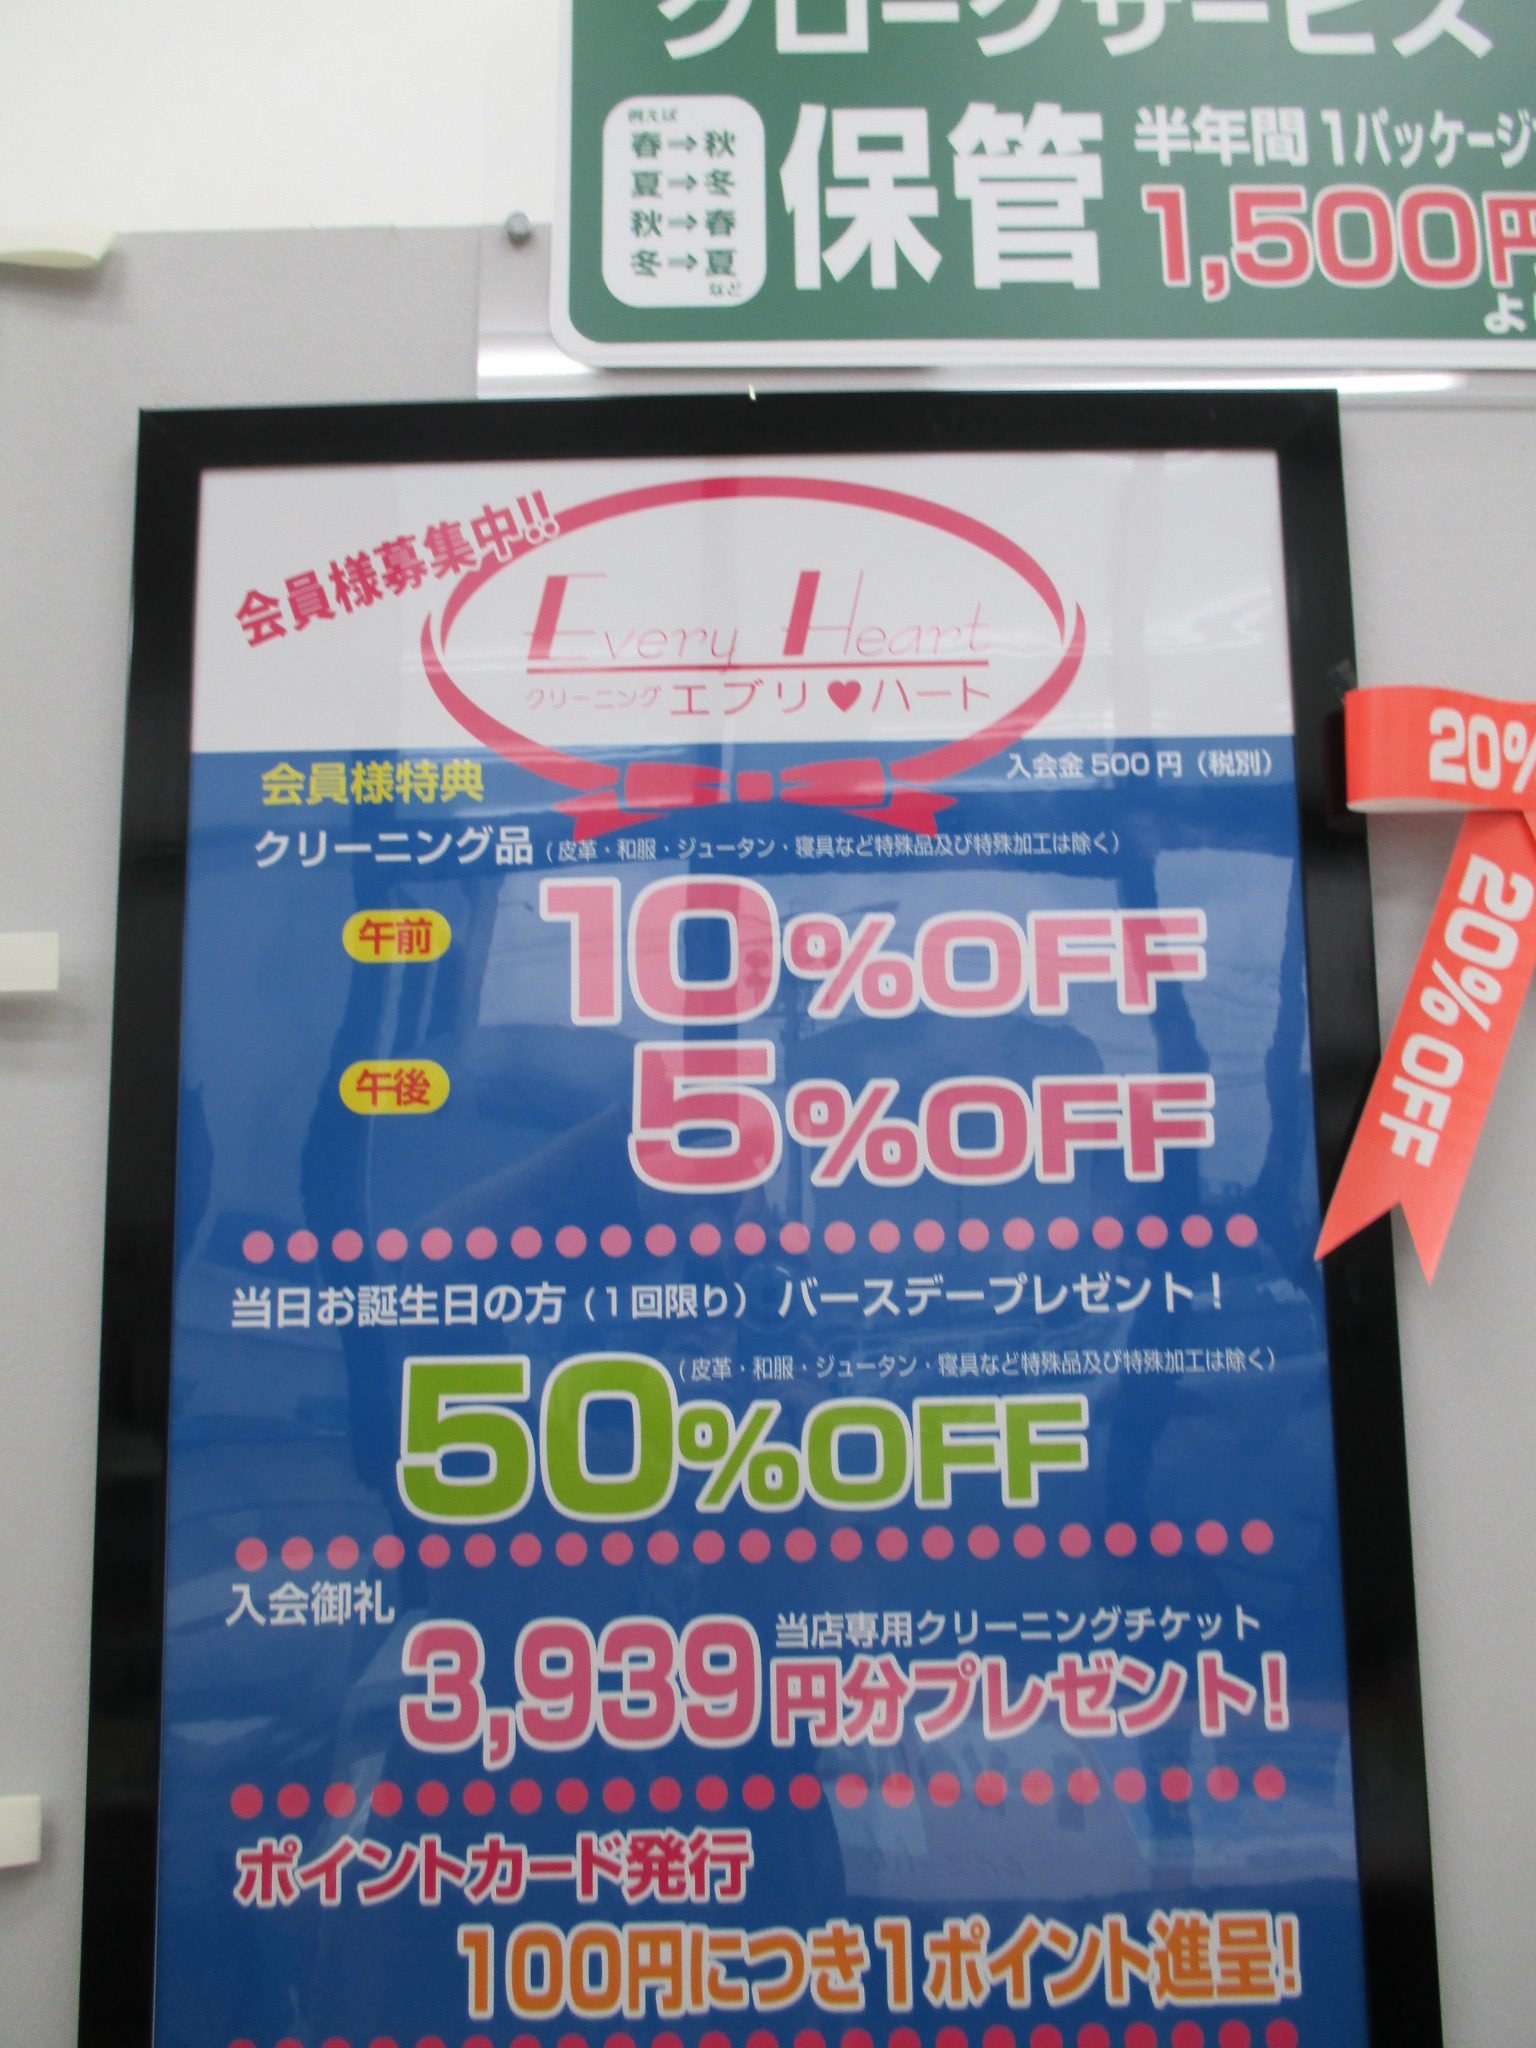 クロークサービス
例えば
春⇒秋
夏⇒冬
秋⇒春
冬⇒夏
など
保管
半年間1パッケージ
1,500円
会員様募集中!!
Every Heart
クリーニング エブリ♥ハート
会員様特典
入会金500円（税別）
クリーニング品（皮革・和服・ジュータン・寝具など特殊品及び特殊加工は除く）
午前 10%OFF
午後 5%OFF
20%
20%OFF
当日お誕生日の方（1回限り） バースデープレゼント！
（皮革・和服・ジュータン・寝具など特殊品及び特殊加工は除く）
50%OFF
入会御礼
当店専用クリーニングチケット
3,939円分プレゼント!
ポイントカード発行
100円につき1ポイント進呈!